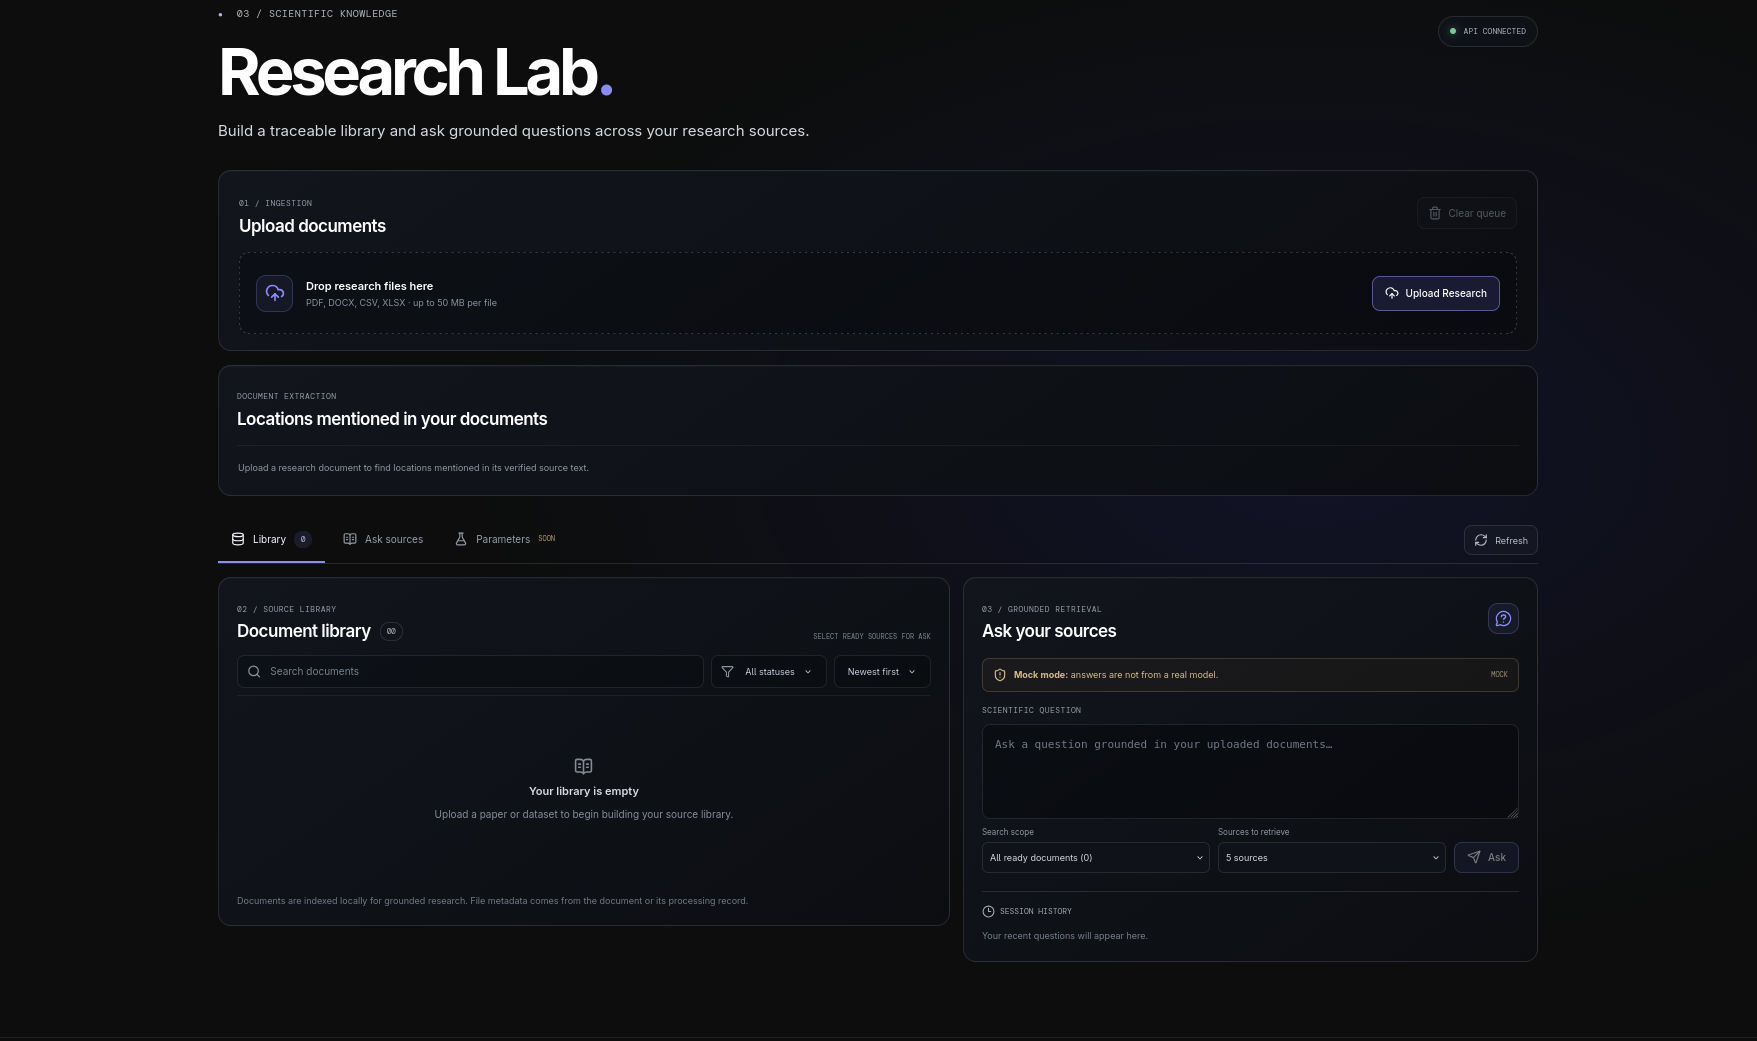 03 / SCIENTIFIC KNOWLEDGE
API CONNECTED
Research Lab.
Build a traceable library and ask grounded questions across your research sources.
01 / INGESTION
Upload documents
Clear queue
Drop research files here
PDF, DOCX, CSV, XLSX · up to 50 MB per file
Upload Research
DOCUMENT EXTRACTION
Locations mentioned in your documents
Upload a research document to find locations mentioned in its verified source text.
Library 0 Ask sources Parameters SOON
Refresh
02 / SOURCE LIBRARY
Document library 00
SELECT READY SOURCES FOR ASK
Search documents
All statuses
Newest first
Your library is empty
Upload a paper or dataset to begin building your source library.
Documents are indexed locally for grounded research. File metadata comes from the document or its processing record.
03 / GROUNDED RETRIEVAL
Ask your sources
Mock mode: answers are not from a real model.
MOCK
SCIENTIFIC QUESTION
Ask a question grounded in your uploaded documents…
Search scope
Sources to retrieve
All ready documents (0)
5 sources
Ask
SESSION HISTORY
Your recent questions will appear here.